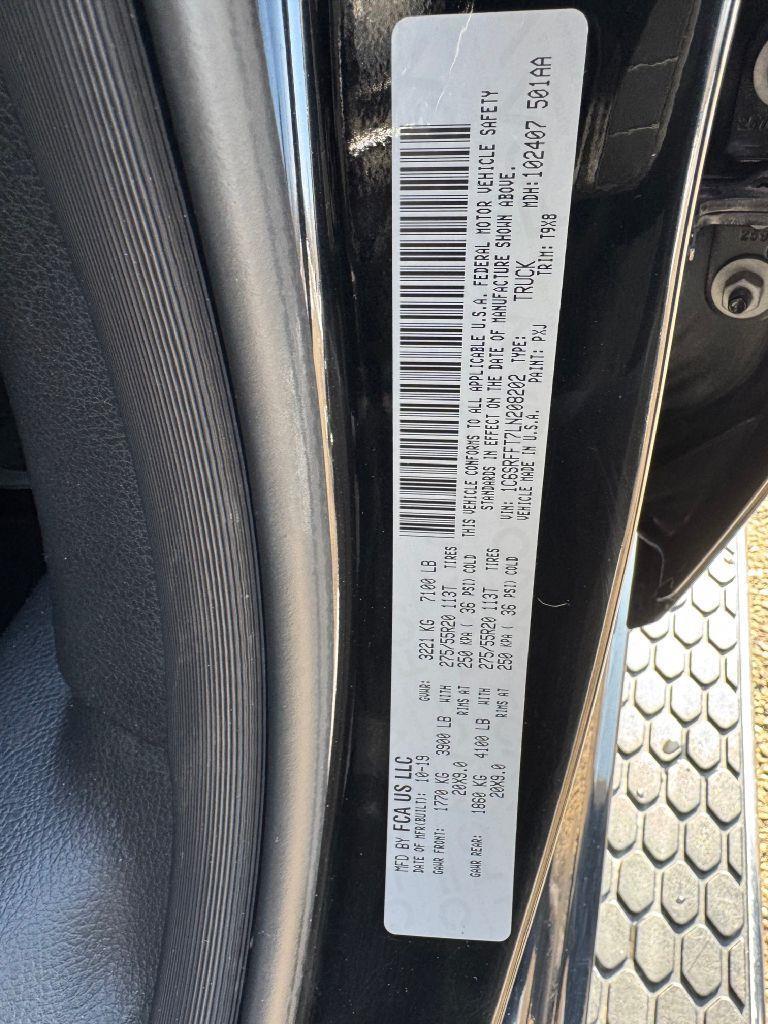 MFD BY FCA US LLC
DATE OF MFR(BUILT): 10-19 GVWR: 3221 KG 7100 LB
GAWR FRONT: 1770 KG 3900 LB WITH 275/55R20 113T TIRES
20X9.0 RIMS AT 250 KPA ( 36 PSI) COLD
GAWR REAR: 1860 KG 4100 LB WITH 275/55R20 113T TIRES
20X9.0 RIMS AT 250 KPA ( 36 PSI) COLD
THIS VEHICLE CONFORMS TO ALL APPLICABLE U.S.A. FEDERAL MOTOR VEHICLE SAFETY
STANDARDS IN EFFECT ON THE DATE OF MANUFACTURE SHOWN ABOVE.
VIN: 1C6SRFFT7LN208202 TYPE: TRUCK MDH: 102407 501AA
VEHICLE MADE IN U.S.A. PAINT: PXJ TRIM: T9X8